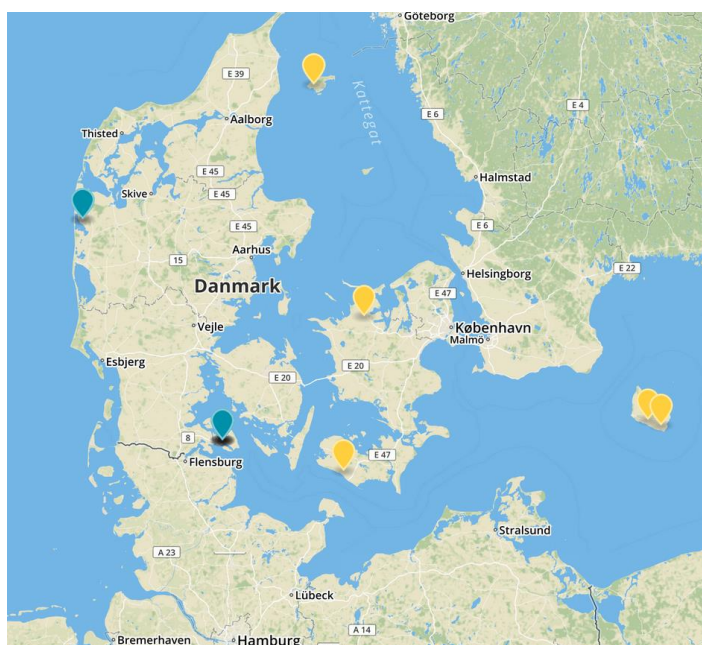 Göteborg
E 39
Kattegat
E 4
E 6
Aalborg
Thisted
E 45
Halmstad
Skive
E 45
E 45
E 6
Aarhus
15
E 22
Helsingborg
Danmark
E 47
Vejle
København
Malmö
Esbjerg
E 20
E 20
8
E 47
Flensburg
Stralsund
A 23
Lübeck
A 14
Bremerhaven
Hamburg